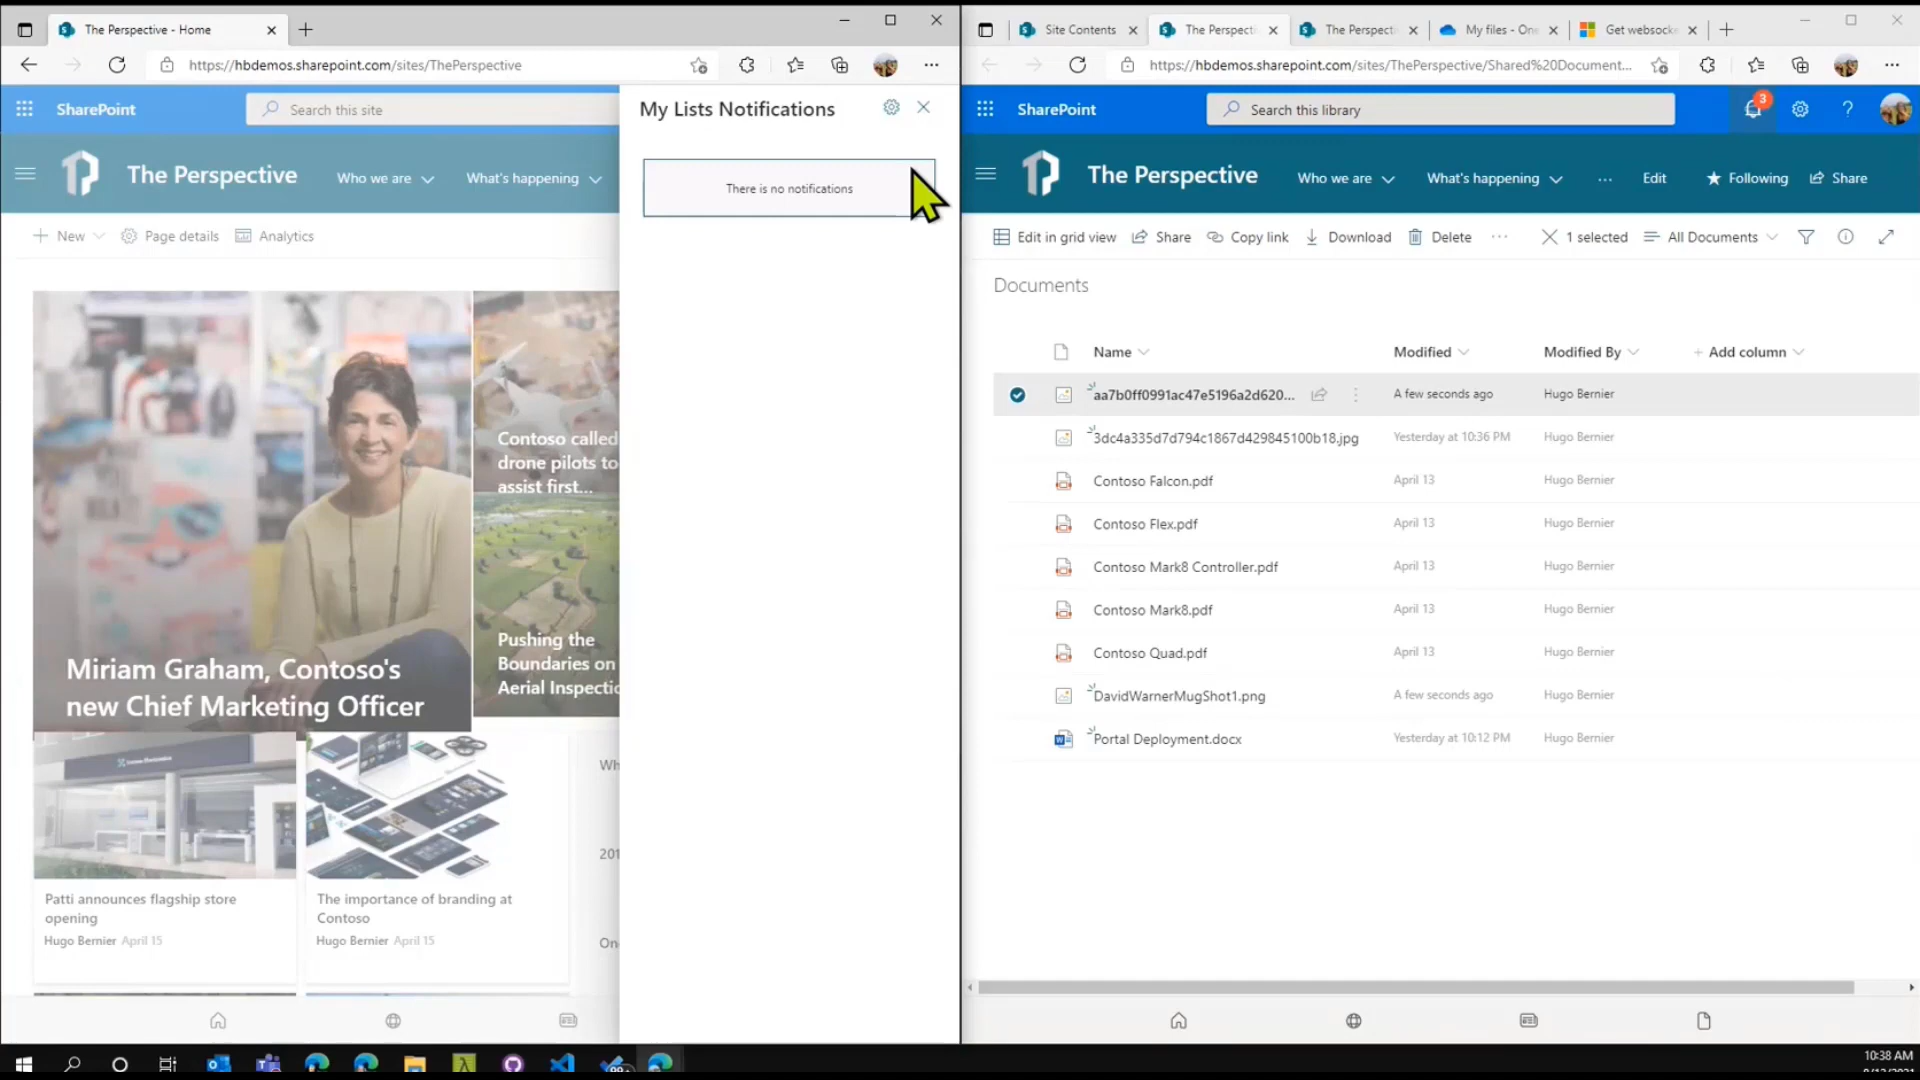 The Perspective - Home
https://hbdemos.sharepoint.com/sites/ThePerspective
SharePoint
Search this site
The Perspective
Who we are
What's happening
New
Page details
Analytics
Miriam Graham, Contoso's
new Chief Marketing Officer
Contoso called
drone pilots to
assist first...
Pushing the
Boundaries on
Aerial Inspectio
Patti announces flagship store
opening
Hugo Bernier April 15
The importance of branding at
Contoso
Hugo Bernier April 15
Wh
201
On
My Lists Notifications
There is no notifications
Site Contents
The Perspecti
The Perspecti
My files - One
Get websocke
https://hbdemos.sharepoint.com/sites/ThePerspective/Shared%20Document...
SharePoint
Search this library
3
?
The Perspective
Who we are
What's happening
...
Edit
Following
Share
Edit in grid view
Share
Copy link
Download
Delete
...
1 selected
All Documents
Documents
Name
Modified
Modified By
+ Add column
aa7b0ff0991ac47e5196a2d620... A few seconds ago Hugo Bernier
3dc4a335d7d794c1867d429845100b18.jpg Yesterday at 10:36 PM Hugo Bernier
Contoso Falcon.pdf April 13 Hugo Bernier
Contoso Flex.pdf April 13 Hugo Bernier
Contoso Mark8 Controller.pdf April 13 Hugo Bernier
Contoso Mark8.pdf April 13 Hugo Bernier
Contoso Quad.pdf April 13 Hugo Bernier
DavidWarnerMugShot1.png A few seconds ago Hugo Bernier
Portal Deployment.docx Yesterday at 10:12 PM Hugo Bernier
10:38 AM